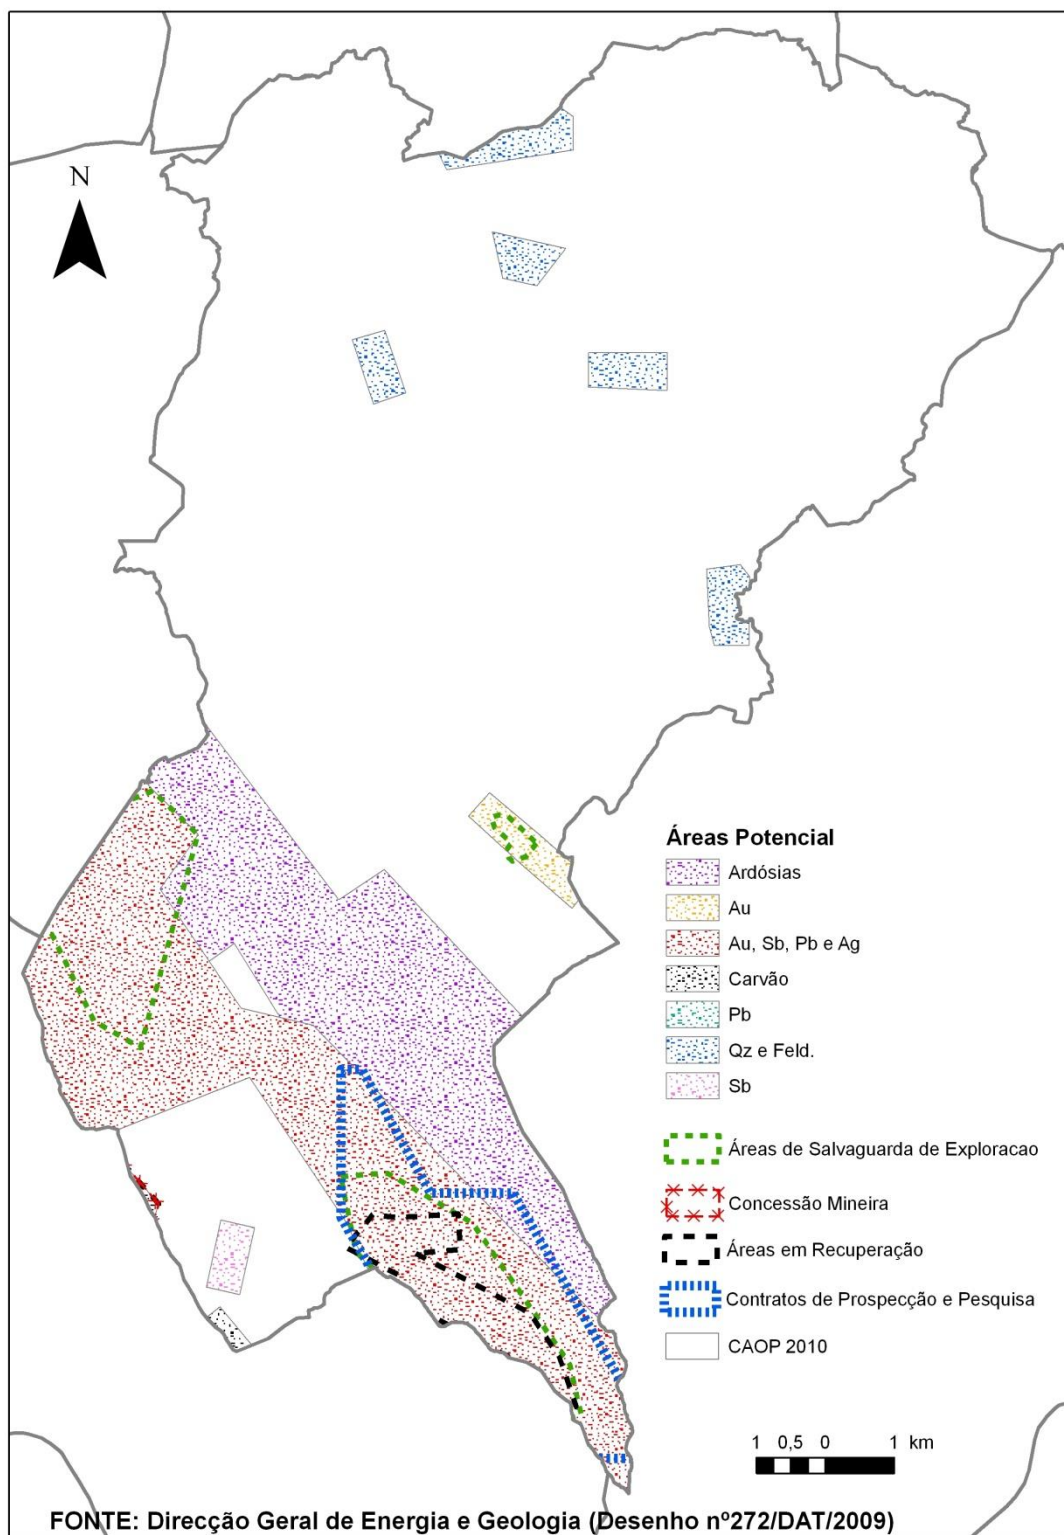 N
Áreas Potencial
Ardósias
Au
Au, Sb, Pb e Ag
Carvão
Pb
Qz e Feld.
Sb
Áreas de Salvaguarda de Exploracao
Concessão Mineira
Áreas em Recuperação
Contratos de Prospecção e Pesquisa
CAOP 2010
1 0,5 0 1 km
FONTE: Direcção Geral de Energia e Geologia (Desenho nº272/DAT/2009)